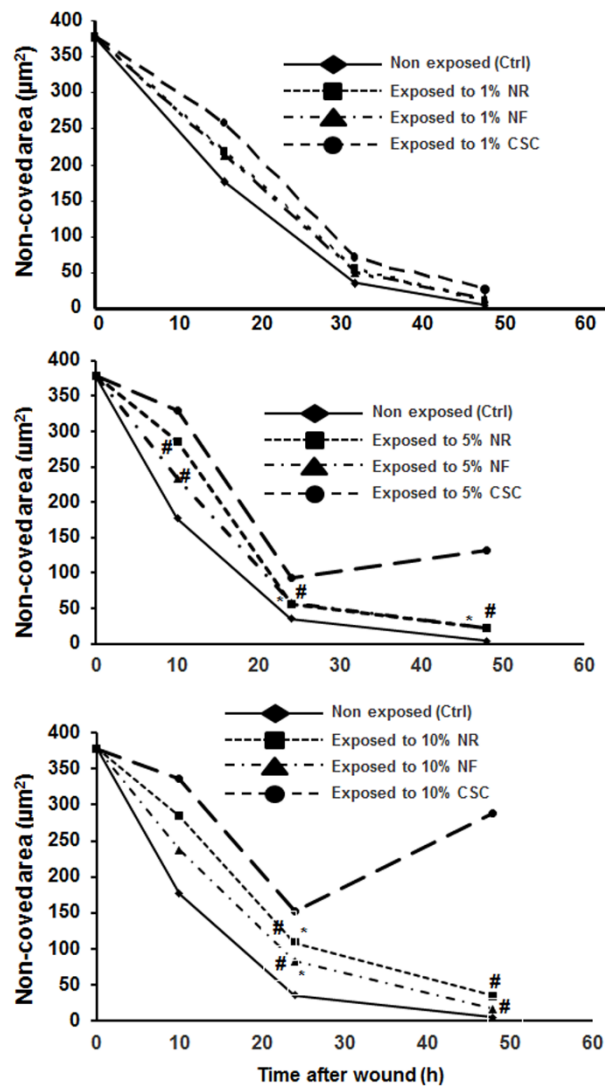 Non-coved area (µm²)
400
350
300
250
200
150
100
50
0
Non exposed (Ctrl)
Exposed to 1% NR
Exposed to 1% NF
Exposed to 1% CSC
0 10 20 30 40 50 60
Non-coved area (µm²)
400
350
300
250
200
150
100
50
0
Non exposed (Ctrl)
Exposed to 5% NR
Exposed to 5% NF
Exposed to 5% CSC
#
#
* #
* #
0 10 20 30 40 50 60
Non-coved area (µm²)
400
350
300
250
200
150
100
50
0
Non exposed (Ctrl)
Exposed to 10% NR
Exposed to 10% NF
Exposed to 10% CSC
# *
# *
#
#
0 10 20 30 40 50 60
Time after wound (h)